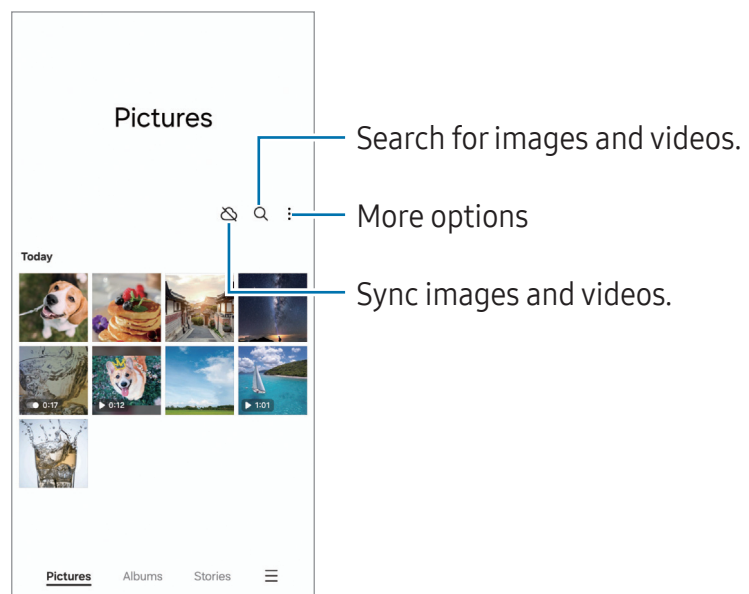 Pictures
Search for images and videos.
More options
Sync images and videos.
Today
0:17
0:12
1:01
Pictures Albums Stories